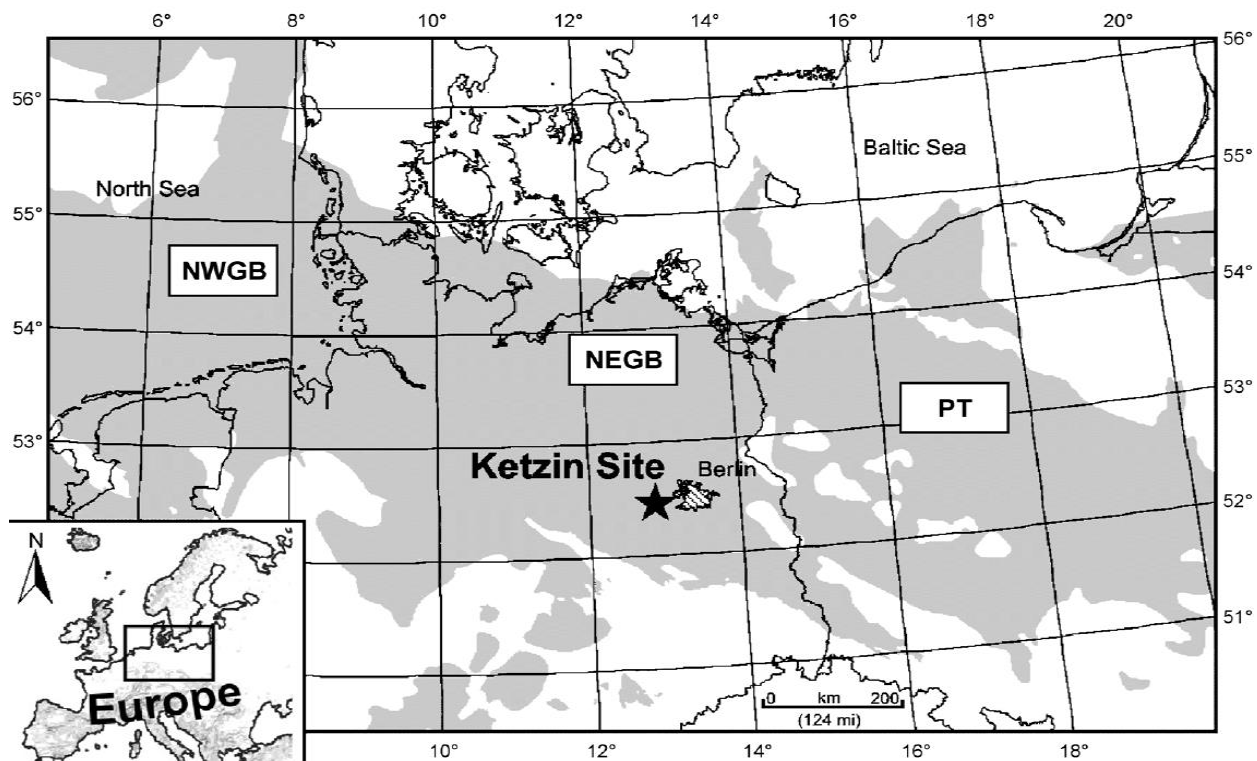 6° 8° 10° 12° 14° 16° 18° 20°
56°
56°
Baltic Sea
55°
North Sea
55°
NWGB
54°
54°
NEGB
53°
PT
53°
Ketzin Site
Berlin
52°
N
51°
Europe
0 km 200
(124 mi)
10° 12° 14° 16° 18°